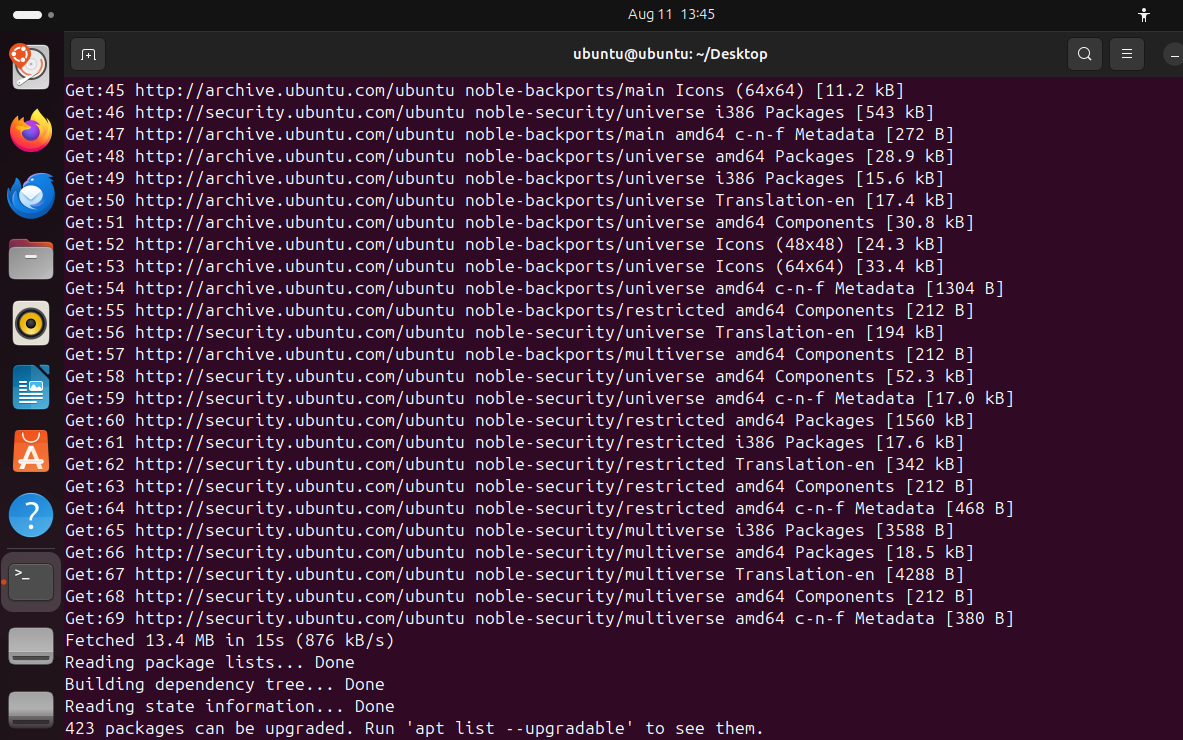 Aug 11 13:45
ubuntu@ubuntu: ~/Desktop
Get:45 http://archive.ubuntu.com/ubuntu noble-backports/main Icons (64x64) [11.2 kB]
Get:46 http://security.ubuntu.com/ubuntu noble-security/universe i386 Packages [543 kB]
Get:47 http://archive.ubuntu.com/ubuntu noble-backports/main amd64 c-n-f Metadata [272 B]
Get:48 http://archive.ubuntu.com/ubuntu noble-backports/universe amd64 Packages [28.9 kB]
Get:49 http://archive.ubuntu.com/ubuntu noble-backports/universe i386 Packages [15.6 kB]
Get:50 http://archive.ubuntu.com/ubuntu noble-backports/universe Translation-en [17.4 kB]
Get:51 http://archive.ubuntu.com/ubuntu noble-backports/universe amd64 Components [30.8 kB]
Get:52 http://archive.ubuntu.com/ubuntu noble-backports/universe Icons (48x48) [24.3 kB]
Get:53 http://archive.ubuntu.com/ubuntu noble-backports/universe Icons (64x64) [33.4 kB]
Get:54 http://archive.ubuntu.com/ubuntu noble-backports/universe amd64 c-n-f Metadata [1304 B]
Get:55 http://archive.ubuntu.com/ubuntu noble-backports/restricted amd64 Components [212 B]
Get:56 http://security.ubuntu.com/ubuntu noble-security/universe Translation-en [194 kB]
Get:57 http://archive.ubuntu.com/ubuntu noble-backports/multiverse amd64 Components [212 B]
Get:58 http://security.ubuntu.com/ubuntu noble-security/universe amd64 Components [52.3 kB]
Get:59 http://security.ubuntu.com/ubuntu noble-security/universe amd64 c-n-f Metadata [17.0 kB]
Get:60 http://security.ubuntu.com/ubuntu noble-security/restricted amd64 Packages [1560 kB]
Get:61 http://security.ubuntu.com/ubuntu noble-security/restricted i386 Packages [17.6 kB]
Get:62 http://security.ubuntu.com/ubuntu noble-security/restricted Translation-en [342 kB]
Get:63 http://security.ubuntu.com/ubuntu noble-security/restricted amd64 Components [212 B]
Get:64 http://security.ubuntu.com/ubuntu noble-security/restricted amd64 c-n-f Metadata [468 B]
Get:65 http://security.ubuntu.com/ubuntu noble-security/multiverse i386 Packages [3588 B]
Get:66 http://security.ubuntu.com/ubuntu noble-security/multiverse amd64 Packages [18.5 kB]
Get:67 http://security.ubuntu.com/ubuntu noble-security/multiverse Translation-en [4288 B]
Get:68 http://security.ubuntu.com/ubuntu noble-security/multiverse amd64 Components [212 B]
Get:69 http://security.ubuntu.com/ubuntu noble-security/multiverse amd64 c-n-f Metadata [380 B]
Fetched 13.4 MB in 15s (876 kB/s)
Reading package lists... Done
Building dependency tree... Done
Reading state information... Done
423 packages can be upgraded. Run 'apt list --upgradable' to see them.